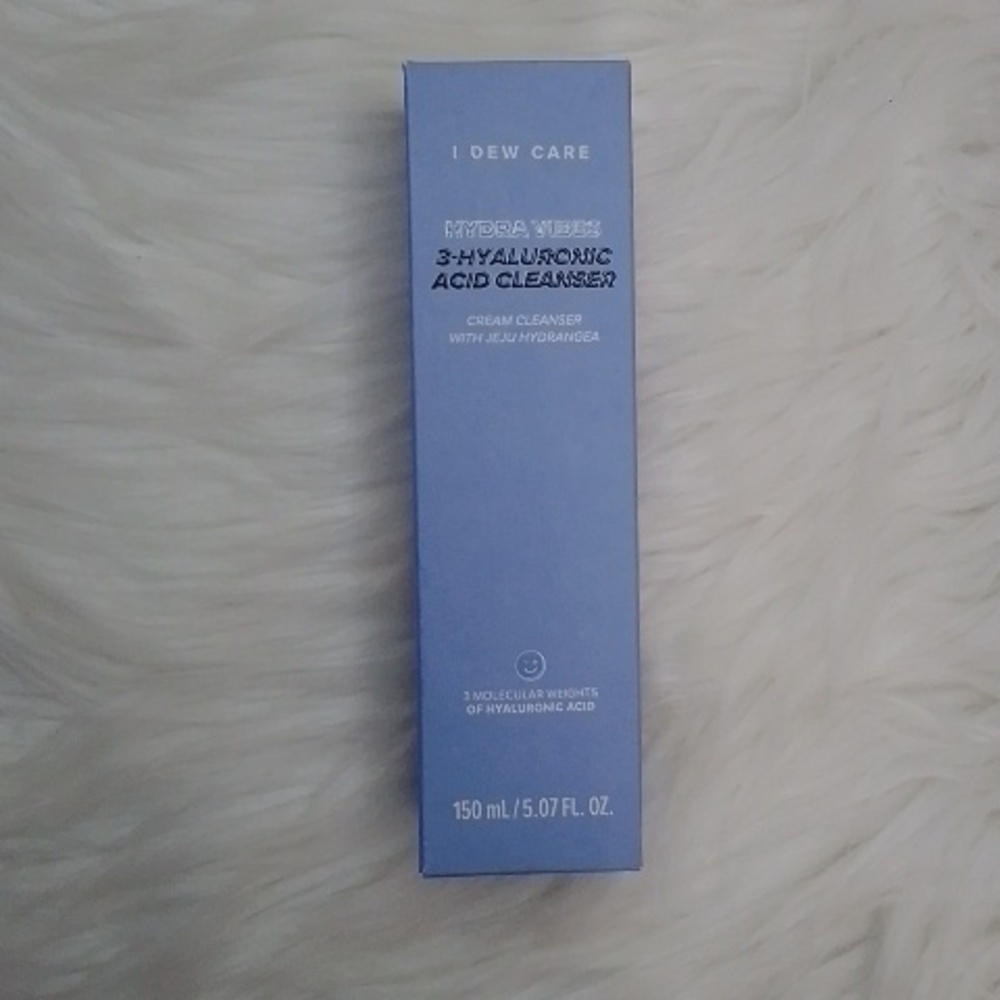 I DEW CARE
HYDRA VIBES
3-HYALURONIC
ACID CLEANSER
CREAM CLEANSER
WITH JEJU HYDRANGEA
3 MOLECULAR WEIGHTS
OF HYALURONIC ACID
150 mL / 5.07 FL. OZ.